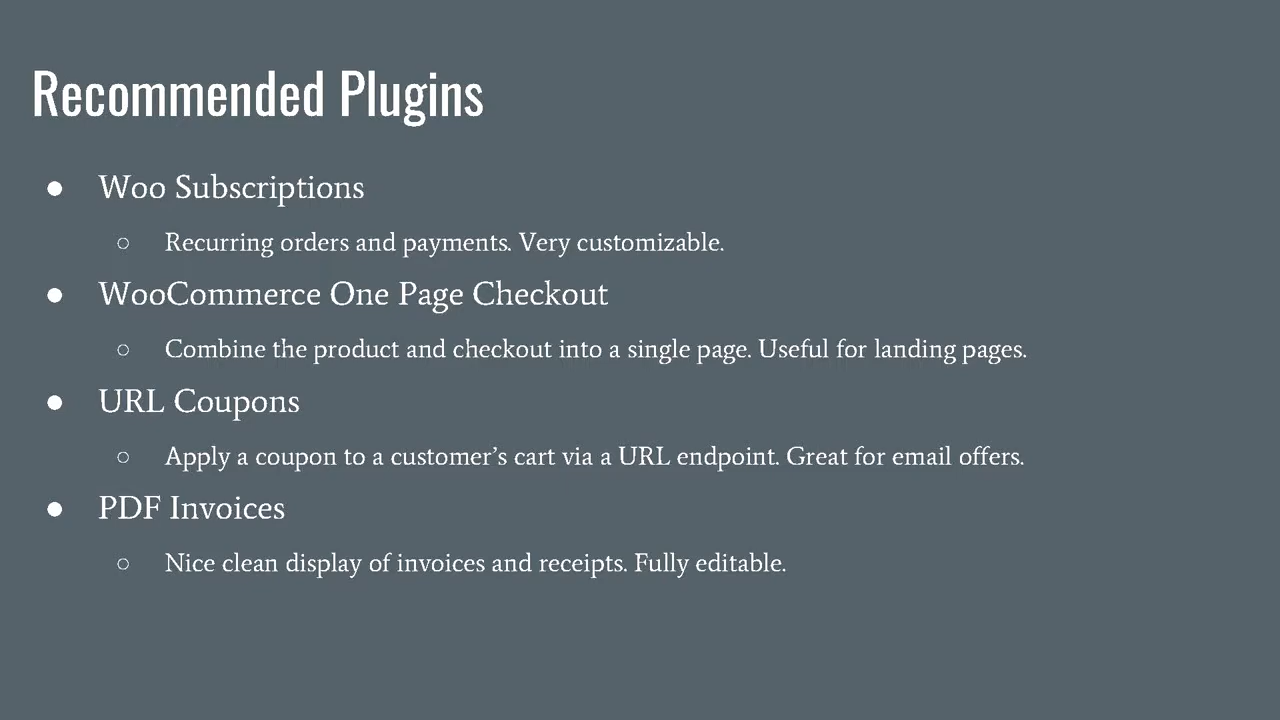 Recommended Plugins
● Woo Subscriptions
○ Recurring orders and payments. Very customizable.
● WooCommerce One Page Checkout
○ Combine the product and checkout into a single page. Useful for landing pages.
● URL Coupons
○ Apply a coupon to a customer’s cart via a URL endpoint. Great for email offers.
● PDF Invoices
○ Nice clean display of invoices and receipts. Fully editable.